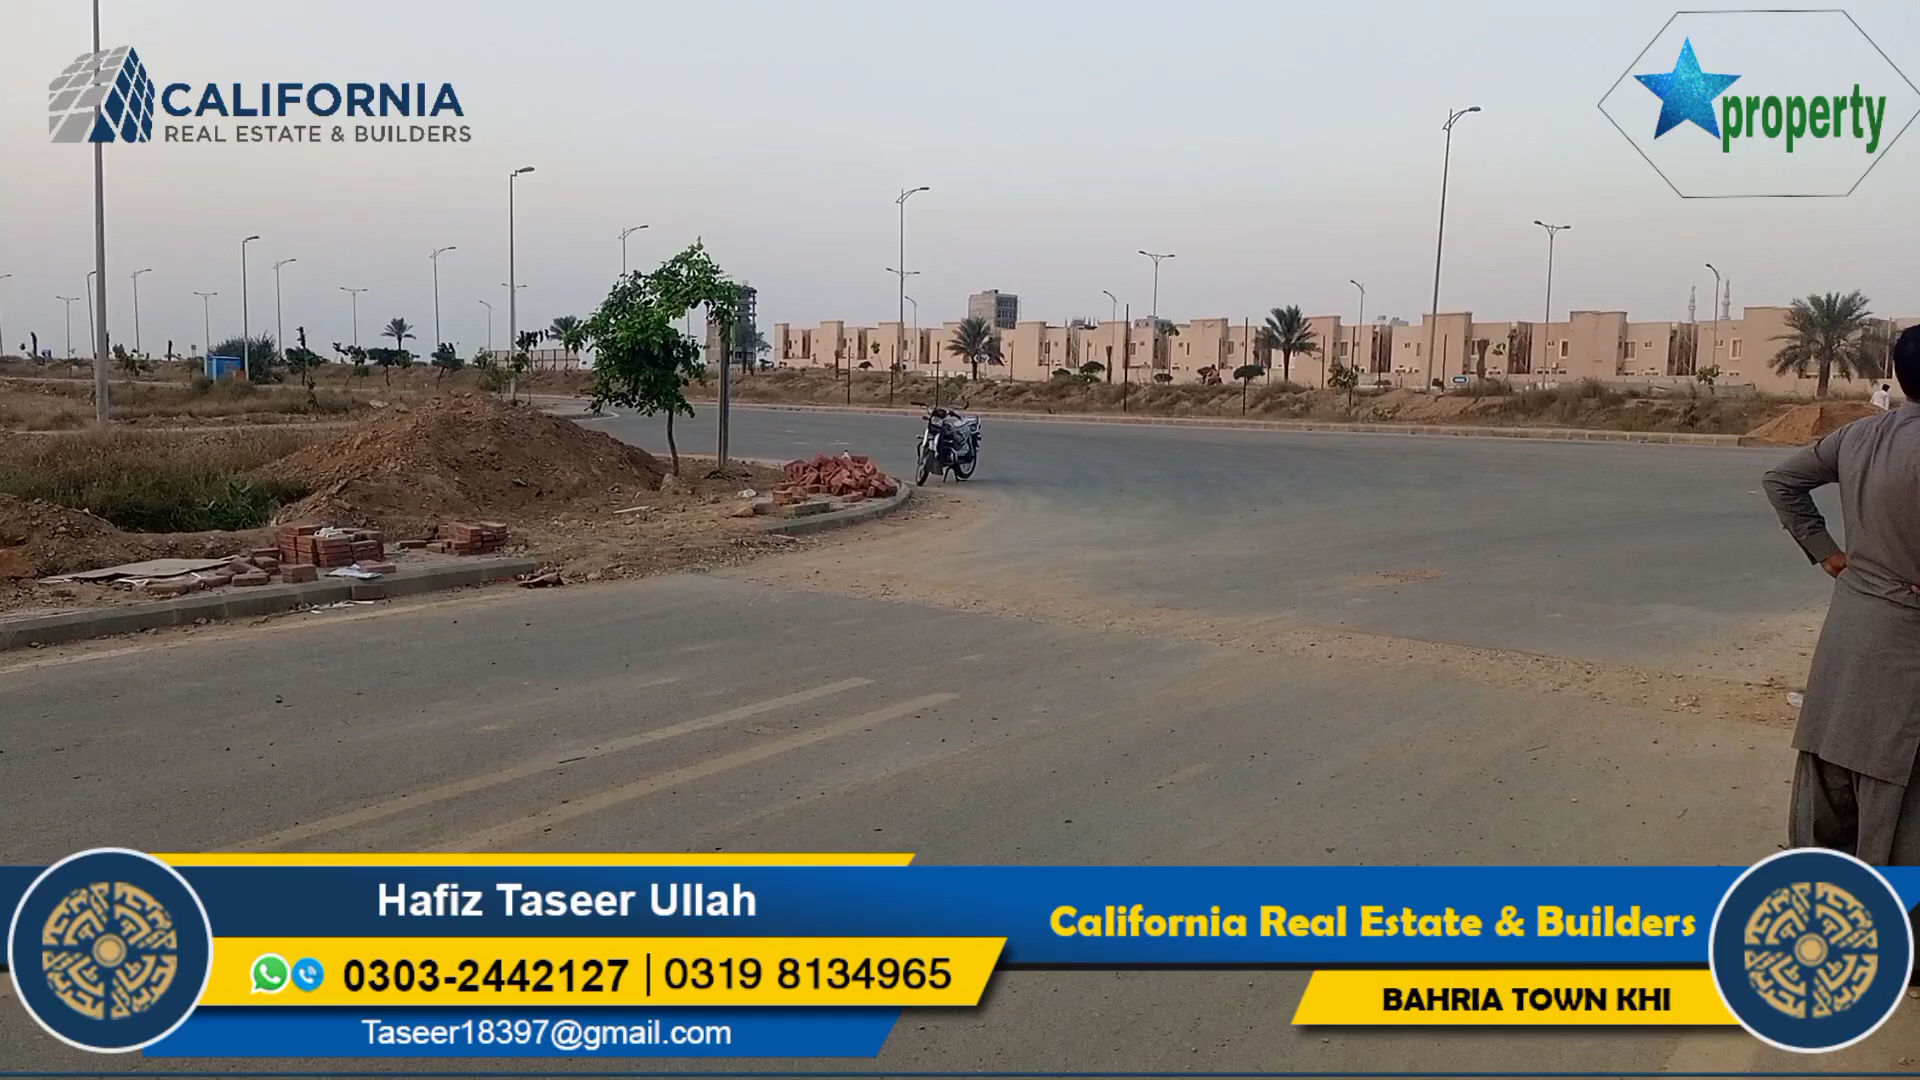 CALIFORNIA
REAL ESTATE & BUILDERS
property
Hafiz Taseer Ullah
0303-2442127 | 0319 8134965
Taseer18397@gmail.com
California Real Estate & Builders
BAHRIA TOWN KHI